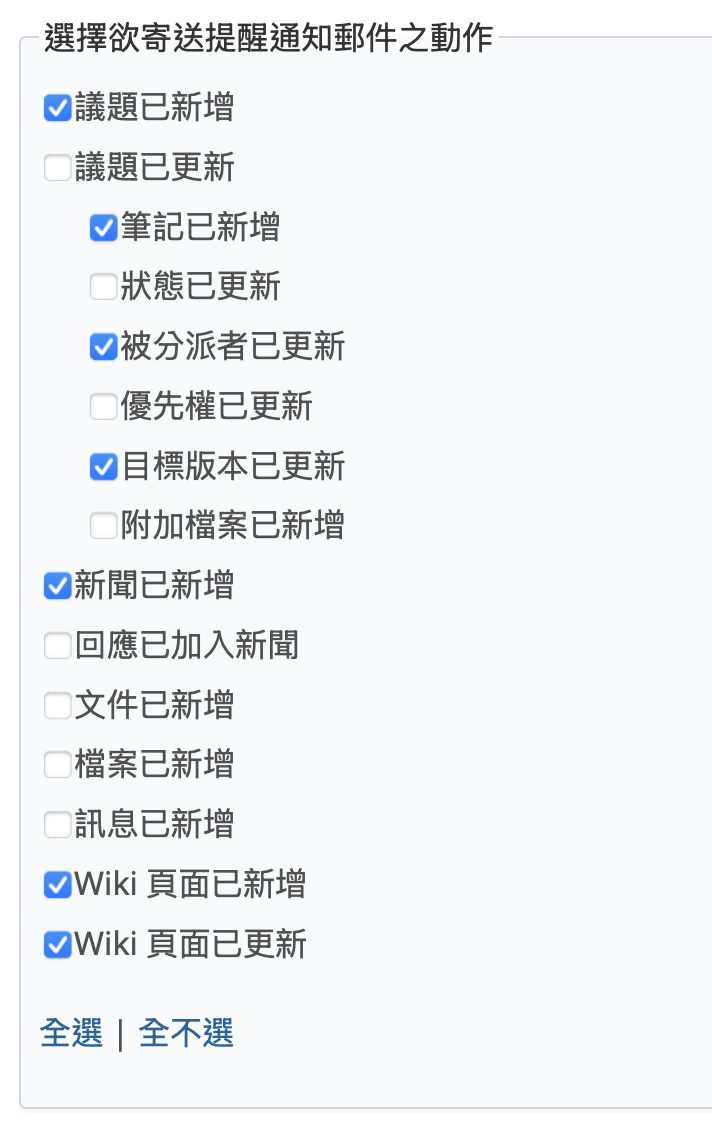 選擇欲寄送提醒通知郵件之動作
議題已新增
議題已更新
筆記已新增
狀態已更新
被分派者已更新
優先權已更新
目標版本已更新
附加檔案已新增
新聞已新增
回應已加入新聞
文件已新增
檔案已新增
訊息已新增
Wiki 頁面已新增
Wiki 頁面已更新
全選 | 全不選